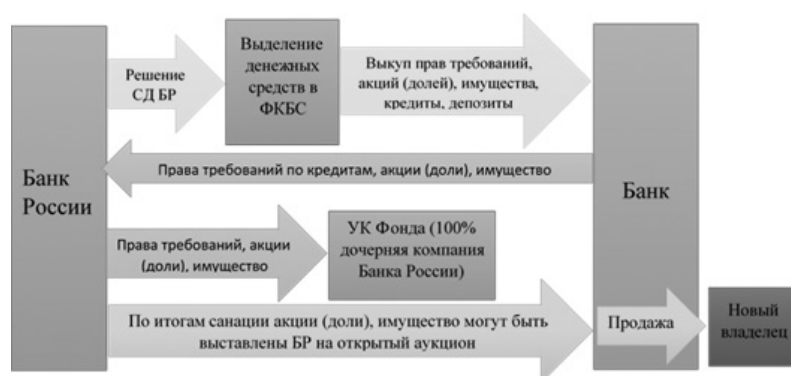 Банк
России
Решение
СД БР
Выделение
денежных
средств в
ФКБС
Выкуп прав требований,
акций (долей), имущества,
кредиты, депозиты
Банк
Права требований по кредитам, акции (доли), имущество
Права требований, акции
(доли), имущество
УК Фонда (100%
дочерняя компания
Банка России)
По итогам санации акции (доли), имущество могут быть
выставлены БР на открытый аукцион
Продажа
Новый
владелец